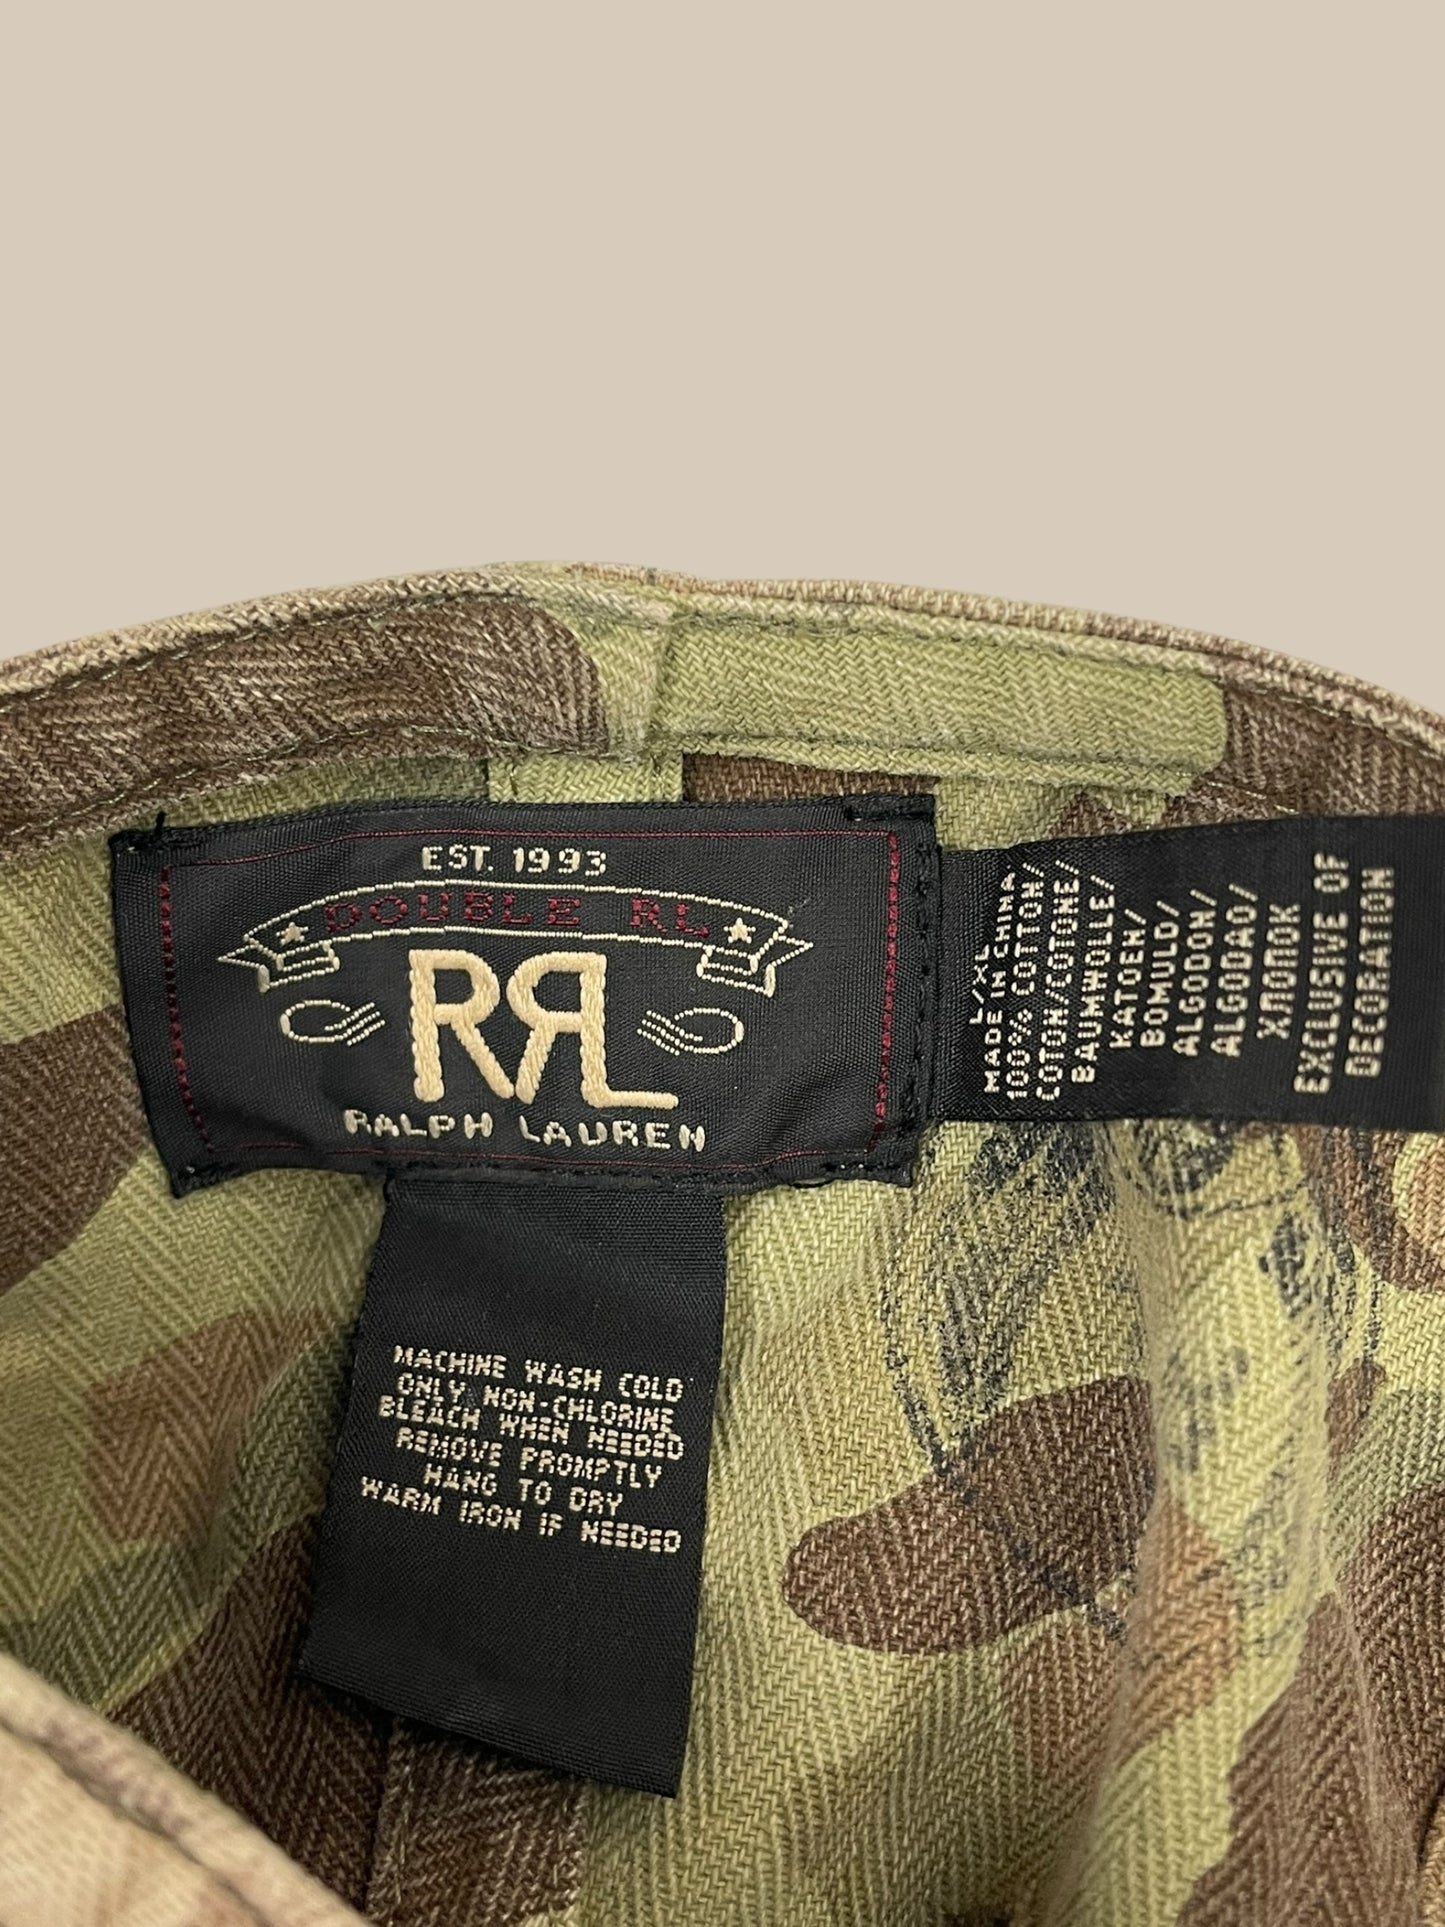 EST. 1993
DOUBLE RL
RRL
RALPH LAUREN
L/XL
MADE IN CHINA
100% COTTON/
COTON/COTONE/
BAUMWOLLE/
KATOEN/
BOMULD/
ALGODON/
ALGODAO/
ХЛОПОК
EXCLUSIVE OF
DECORATION
MACHINE WASH COLD
ONLY NON-CHLORINE
BLEACH WHEN NEEDED
REMOVE PROMPTLY
HANG TO DRY
WARM IRON IF NEEDED